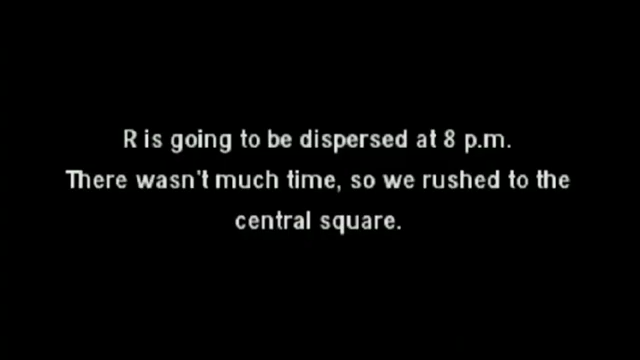 R is going to be dispersed at 8 p.m.
There wasn't much time, so we rushed to the
central square.